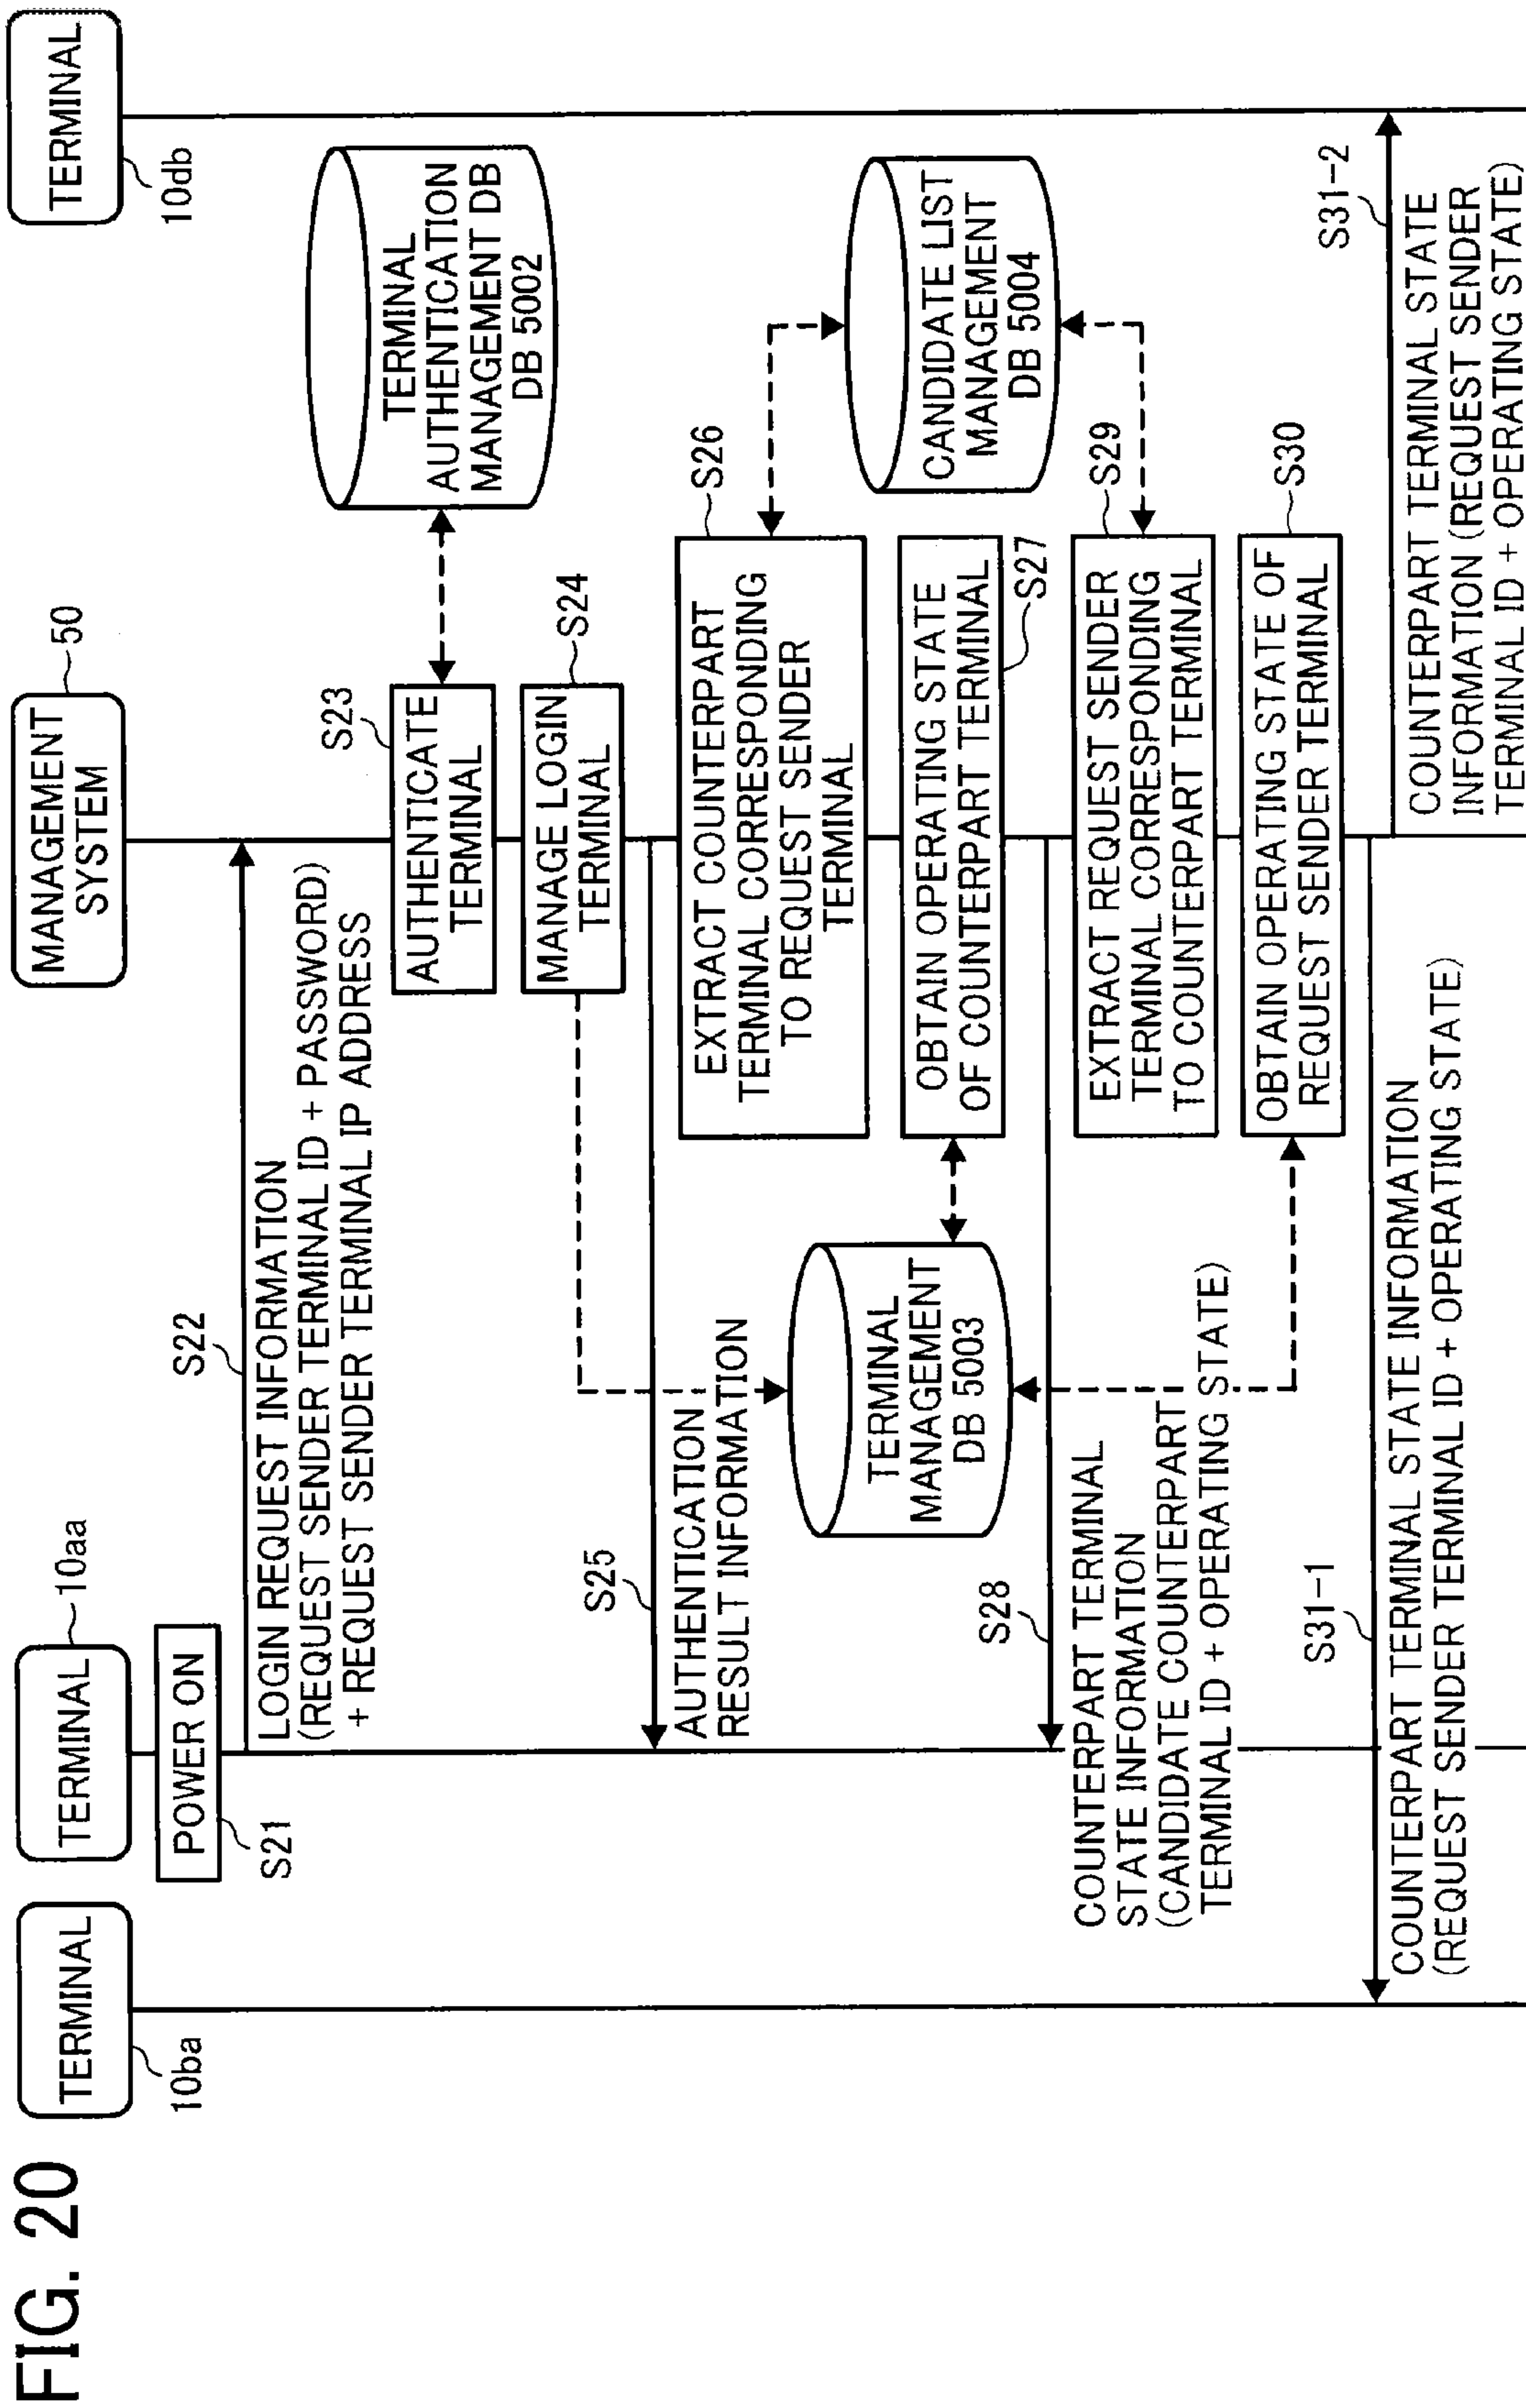 FIG. 20
TERMINAL
10ba
TERMINAL
10aa
MANAGEMENT
SYSTEM
50
TERMINAL
10db
POWER ON
S21
S22
LOGIN REQUEST INFORMATION
(REQUEST SENDER TERMINAL ID + PASSWORD)
+ REQUEST SENDER TERMINAL IP ADDRESS
S23
AUTHENTICATE
TERMINAL
TERMINAL
AUTHENTICATION
MANAGEMENT DB
DB 5002
MANAGE LOGIN
TERMINAL
S24
S25
AUTHENTICATION
RESULT INFORMATION
EXTRACT COUNTERPART
TERMINAL CORRESPONDING
TO REQUEST SENDER
TERMINAL
S26
TERMINAL
MANAGEMENT
DB 5003
OBTAIN OPERATING STATE
OF COUNTERPART TERMINAL
S27
CANDIDATE LIST
MANAGEMENT
DB 5004
S28
COUNTERPART TERMINAL
STATE INFORMATION
(CANDIDATE COUNTERPART
TERMINAL ID + OPERATING STATE)
EXTRACT REQUEST SENDER
TERMINAL CORRESPONDING
TO COUNTERPART TERMINAL
S29
OBTAIN OPERATING STATE OF
REQUEST SENDER TERMINAL
S30
S31-1
COUNTERPART TERMINAL STATE INFORMATION
(REQUEST SENDER TERMINAL ID + OPERATING STATE)
S31-2
COUNTERPART TERMINAL STATE
INFORMATION (REQUEST SENDER
TERMINAL ID + OPERATING STATE)